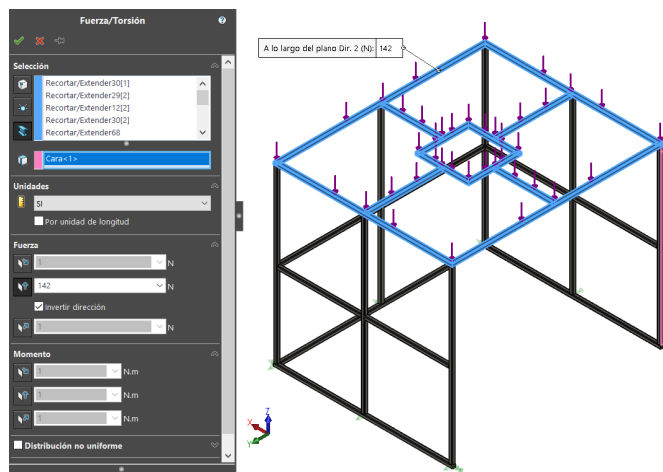 Fuerza/Torsión
Selección
Recortar/Extender30[1]
Recortar/Extender29[2]
Recortar/Extender12[2]
Recortar/Extender30[2]
Recortar/Extender68
Cara<1>
Unidades
SI
Por unidad de longitud
Fuerza
1 N
142 N
Invertir dirección
1 N
Momento
1 N.m
1 N.m
1 N.m
Distribución no uniforme
A lo largo del plano Dir. 2 (N): 142
Z
X
Y